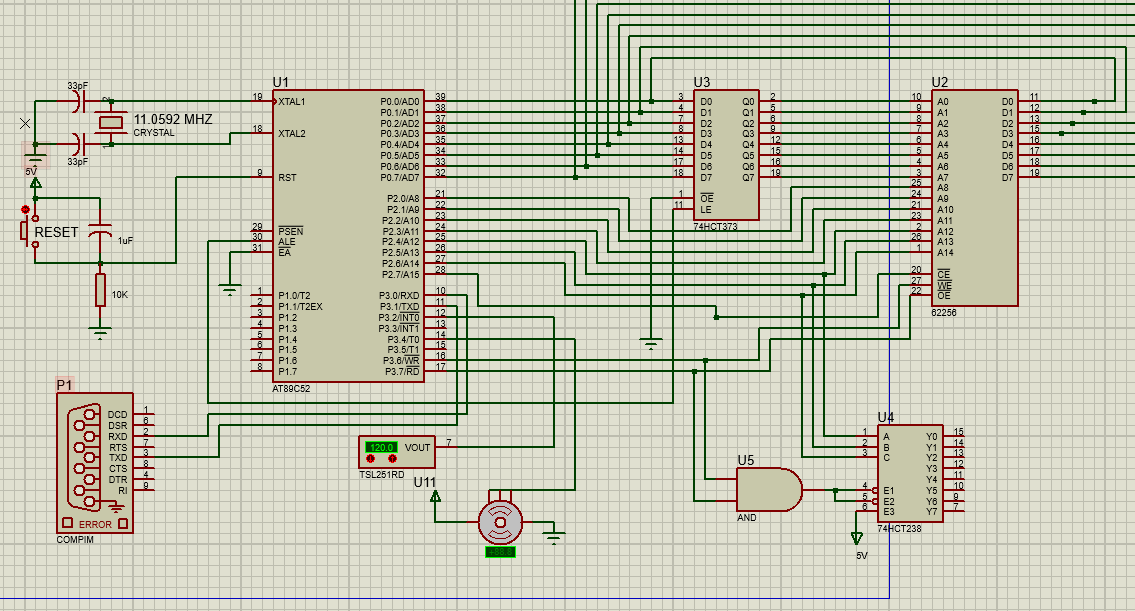 U1
U3
U2
33pF
11.0592 MHZ
CRYSTAL
33pF
5V
RESET
1uF
10K
19 XTAL1
18 XTAL2
9 RST
29 PSEN
30 ALE
31 EA
1 P1.0/T2
2 P1.1/T2EX
3 P1.2
4 P1.3
5 P1.4
6 P1.5
7 P1.6
8 P1.7
P0.0/AD0 39
P0.1/AD1 38
P0.2/AD2 37
P0.3/AD3 36
P0.4/AD4 35
P0.5/AD5 34
P0.6/AD6 33
P0.7/AD7 32
P2.0/A8 21
P2.1/A9 22
P2.2/A10 23
P2.3/A11 24
P2.4/A12 25
P2.5/A13 26
P2.6/A14 27
P2.7/A15 28
P3.0/RXD 10
P3.1/TXD 11
P3.2/INT0 12
P3.3/INT1 13
P3.4/T0 14
P3.5/T1 15
P3.6/WR 16
P3.7/RD 17
AT89C52
3 D0 Q0 2
4 D1 Q1 5
7 D2 Q2 6
8 D3 Q3 9
13 D4 Q4 12
14 D5 Q5 15
17 D6 Q6 16
18 D7 Q7 19
1 OE
11 LE
74HCT373
10 A0 D0 11
9 A1 D1 12
8 A2 D2 13
7 A3 D3 15
6 A4 D4 16
5 A5 D5 17
4 A6 D6 18
3 A7 D7 19
25 A8
24 A9
21 A10
23 A11
2 A12
26 A13
1 A14
20 CE
27 WE
22 OE
62256
P1
DCD 1
DSR 6
RXD 2
RTS 7
TXD 3
CTS 8
DTR 4
RI 9
ERROR
COMPIM
120.0 VOUT 7
TSL251RD
U11
U5
AND
U4
1 A Y0 15
2 B Y1 14
3 C Y2 13
Y3 12
Y4 11
4 E1 Y5 10
5 E2 Y6 9
6 E3 Y7 7
74HCT238
5V